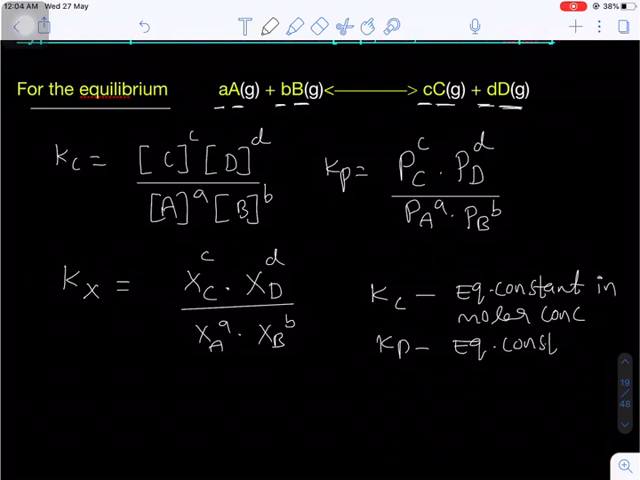 12:04 AM Wed 27 May
38%
For the equilibrium aA(g) + bB(g)<————————> cC(g) + dD(g)
Kc = [C]^c [D]^d / [A]^a [B]^b
Kp = P_C^c . P_D^d / P_A^a . P_B^b
Kx = X_C^c . X_D^d / X_A^a . X_B^b
Kc – Eq.constant in
molar conc
Kp – Eq.const
19
/
48